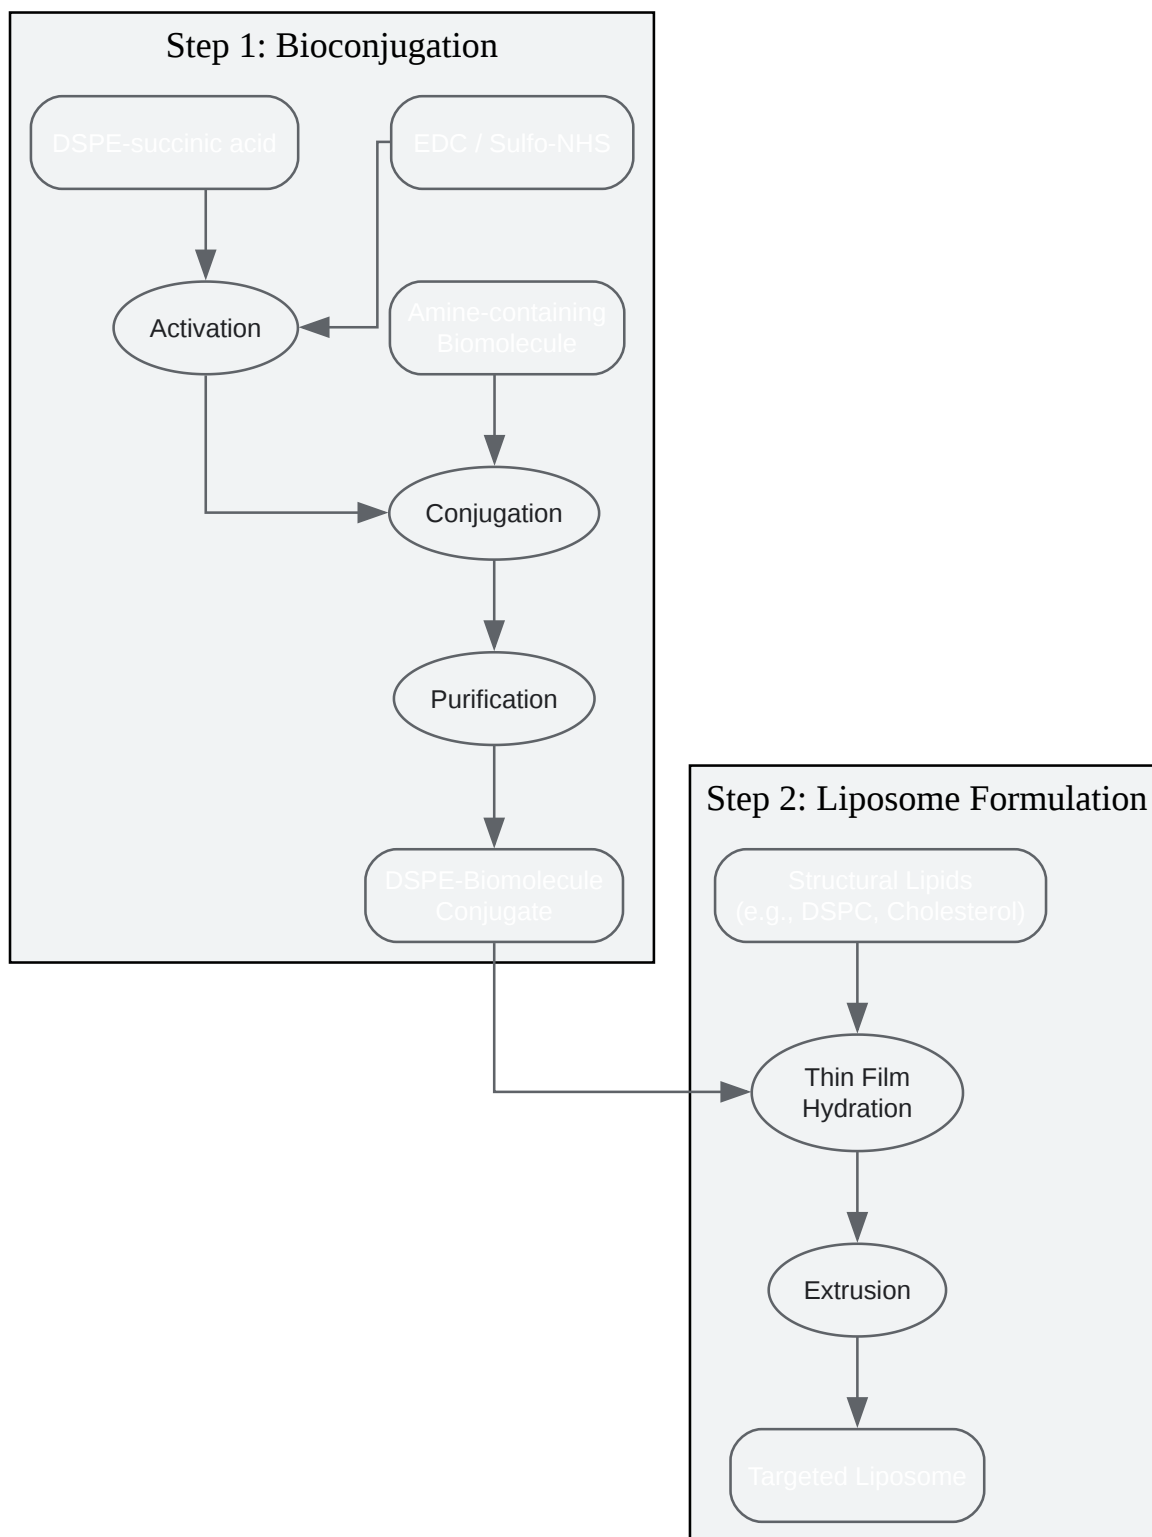 Step 1: Bioconjugation
DSPE-succinic acid
EDC / Sulfo-NHS
Activation
Amine-containing
Biomolecule
Conjugation
Purification
DSPE-Biomolecule
Conjugate
Step 2: Liposome Formulation
Structural Lipids
(e.g., DSPC, Cholesterol)
Thin Film
Hydration
Extrusion
Targeted Liposome